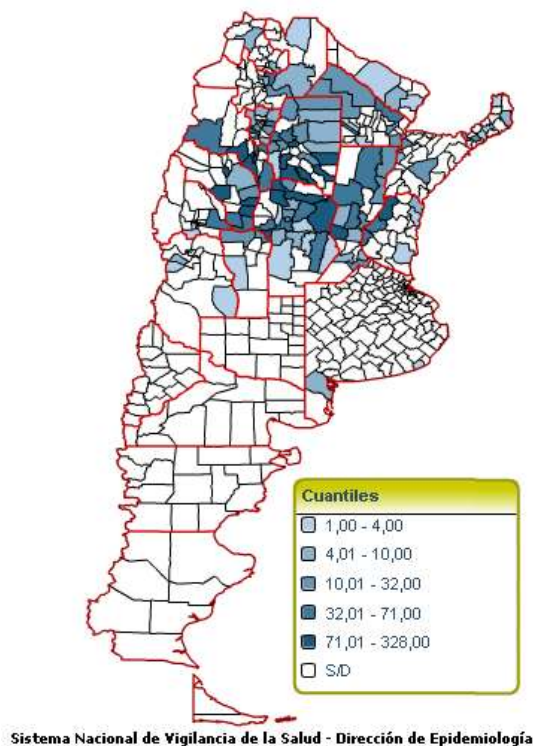 Cuantiles
1,00 - 4,00
4,01 - 10,00
10,01 - 32,00
32,01 - 71,00
71,01 - 328,00
S/D
Sistema Nacional de Vigilancia de la Salud - Dirección de Epidemiología